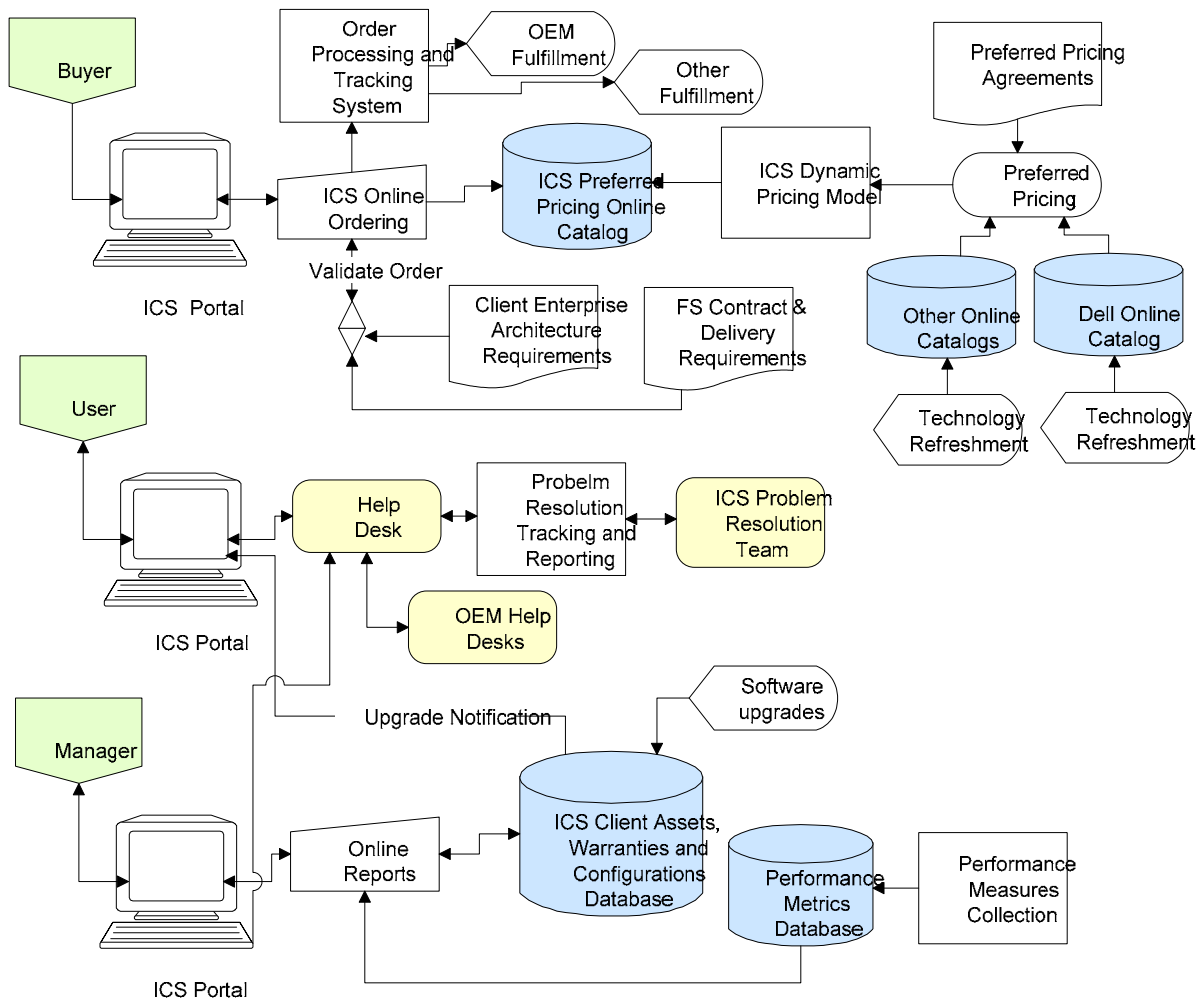 Buyer
Order
Processing and
Tracking
System
OEM
Fulfillment
Other
Fulfillment
Preferred Pricing
Agreements
ICS Online
Ordering
ICS Preferred
Pricing Online
Catalog
ICS Dynamic
Pricing Model
Preferred
Pricing
ICS Portal
Validate Order
Client Enterprise
Architecture
Requirements
FS Contract &
Delivery
Requirements
Other Online
Catalogs
Dell Online
Catalog
Technology
Refreshment
Technology
Refreshment
User
Help
Desk
Probelm
Resolution
Tracking and
Reporting
ICS Problem
Resolution
Team
OEM Help
Desks
ICS Portal
Upgrade Notification
Software
upgrades
Manager
Online
Reports
ICS Client Assets,
Warranties and
Configurations
Database
Performance
Metrics
Database
Performance
Measures
Collection
ICS Portal